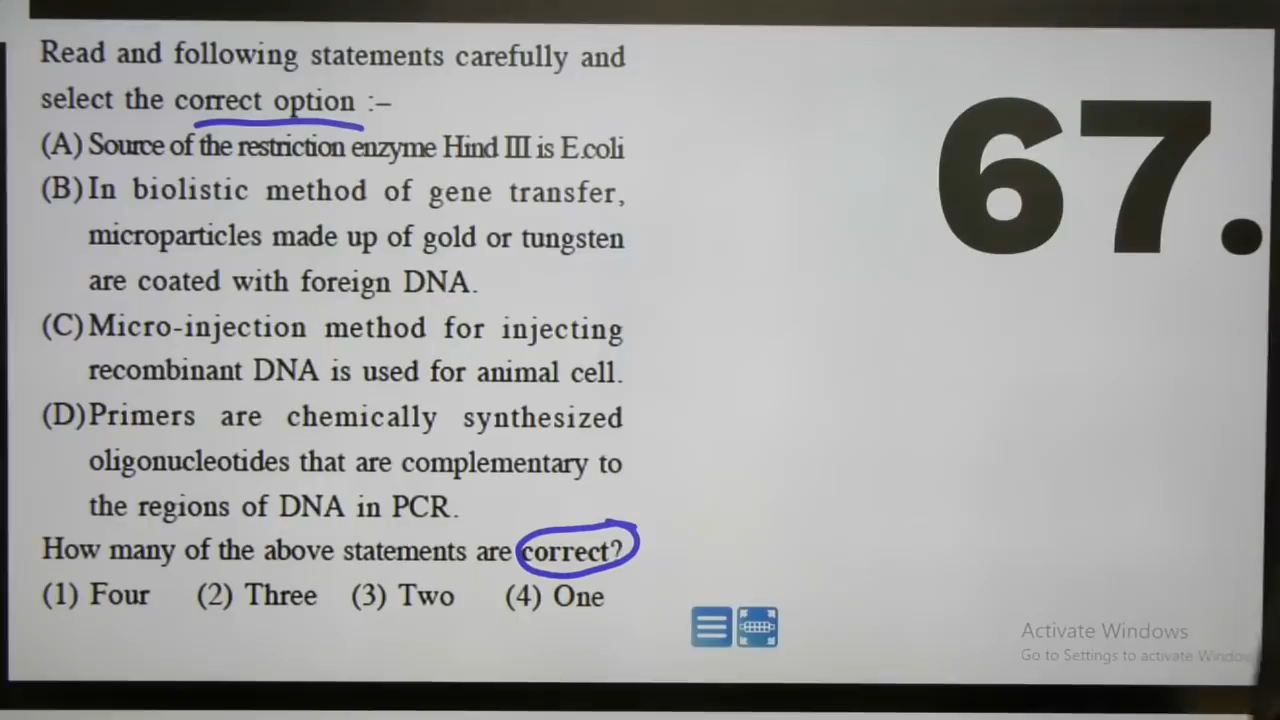 Read and following statements carefully and
select the correct option :–
(A) Source of the restriction enzyme Hind III is E.coli
(B) In biolistic method of gene transfer,
microparticles made up of gold or tungsten
are coated with foreign DNA.
(C) Micro-injection method for injecting
recombinant DNA is used for animal cell.
(D) Primers are chemically synthesized
oligonucleotides that are complementary to
the regions of DNA in PCR.
How many of the above statements are correct?
(1) Four (2) Three (3) Two (4) One
67.
Activate Windows
Go to Settings to activate Windows